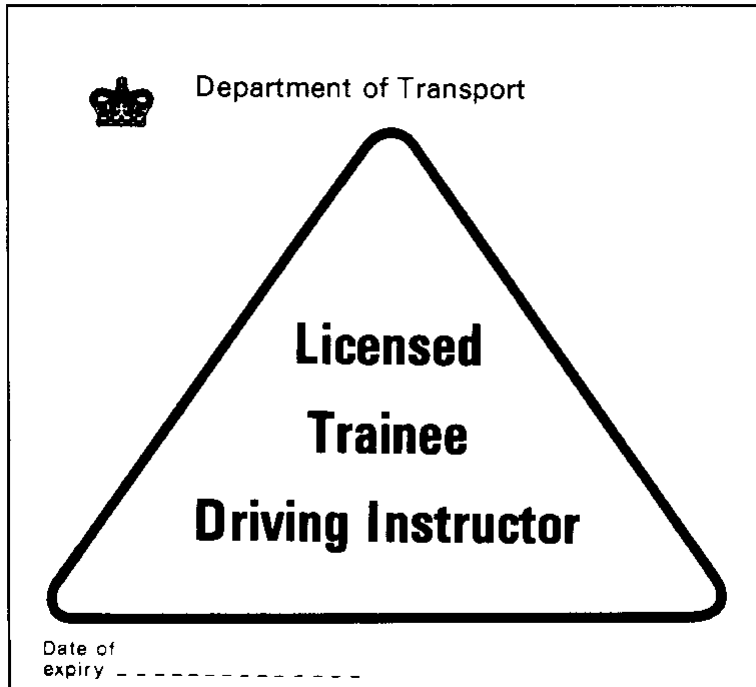 Department of Transport
Licensed
Trainee
Driving Instructor
Date of
expiry _ _ _ _ _ _ _ _ _ _ _ _ _ _ _